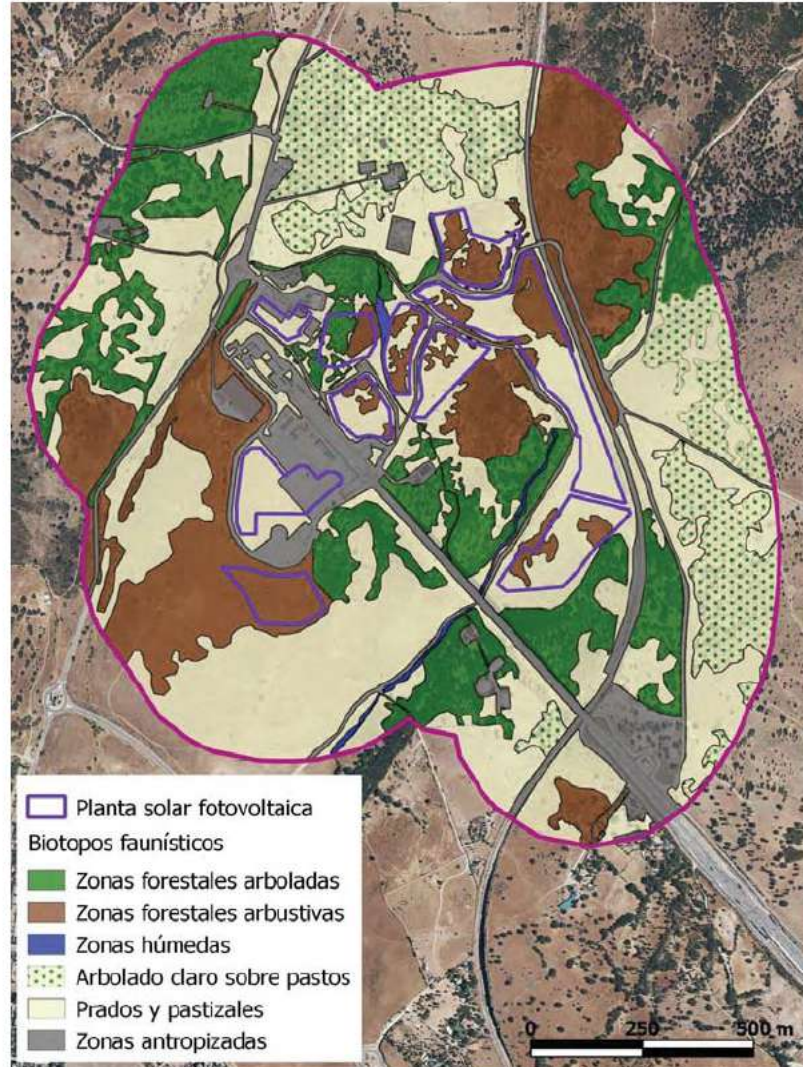 Planta solar fotovoltaica
Biotopos faunísticos
Zonas forestales arboladas
Zonas forestales arbustivas
Zonas húmedas
Arbolado claro sobre pastos
Prados y pastizales
Zonas antropizadas
0 250 500 m